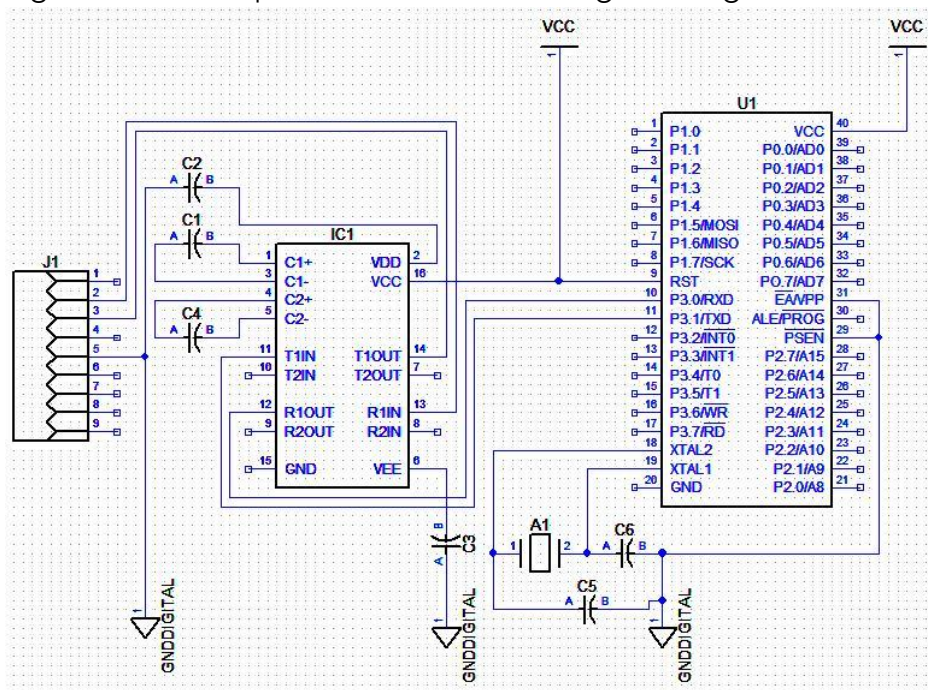 VCC
1
VCC
1
U1
1 P1.0 VCC 40
2 P1.1 P0.0/AD0 39
3 P1.2 P0.1/AD1 38
4 P1.3 P0.2/AD2 37
5 P1.4 P0.3/AD3 36
6 P1.5/MOSI P0.4/AD4 35
7 P1.6/MISO P0.5/AD5 34
8 P1.7/SCK P0.6/AD6 33
9 RST PO.7/AD7 32
10 P3.0/RXD EA/VPP 31
11 P3.1/TXD ALE/PROG 30
12 P3.2/INT0 PSEN 29
13 P3.3/INT1 P2.7/A15 28
14 P3.4/T0 P2.6/A14 27
15 P3.5/T1 P2.5/A13 26
16 P3.6/WR P2.4/A12 25
17 P3.7/RD P2.3/A11 24
18 XTAL2 P2.2/A10 23
19 XTAL1 P2.1/A9 22
20 GND P2.0/A8 21
C2
A B
C1
A B
IC1
1 C1+ VDD 2
3 C1- VCC 16
4 C2+
5 C2-
11 T1IN T1OUT 14
10 T2IN T2OUT 7
12 R1OUT R1IN 13
9 R2OUT R2IN 8
15 GND VEE 6
C4
A B
J1
1
2
3
4
5
6
7
8
9
B
C3
A
A1
1 2
C6
A B
C5
A B
1
GNDDIGITAL
1
GNDDIGITAL
1
GNDDIGITAL